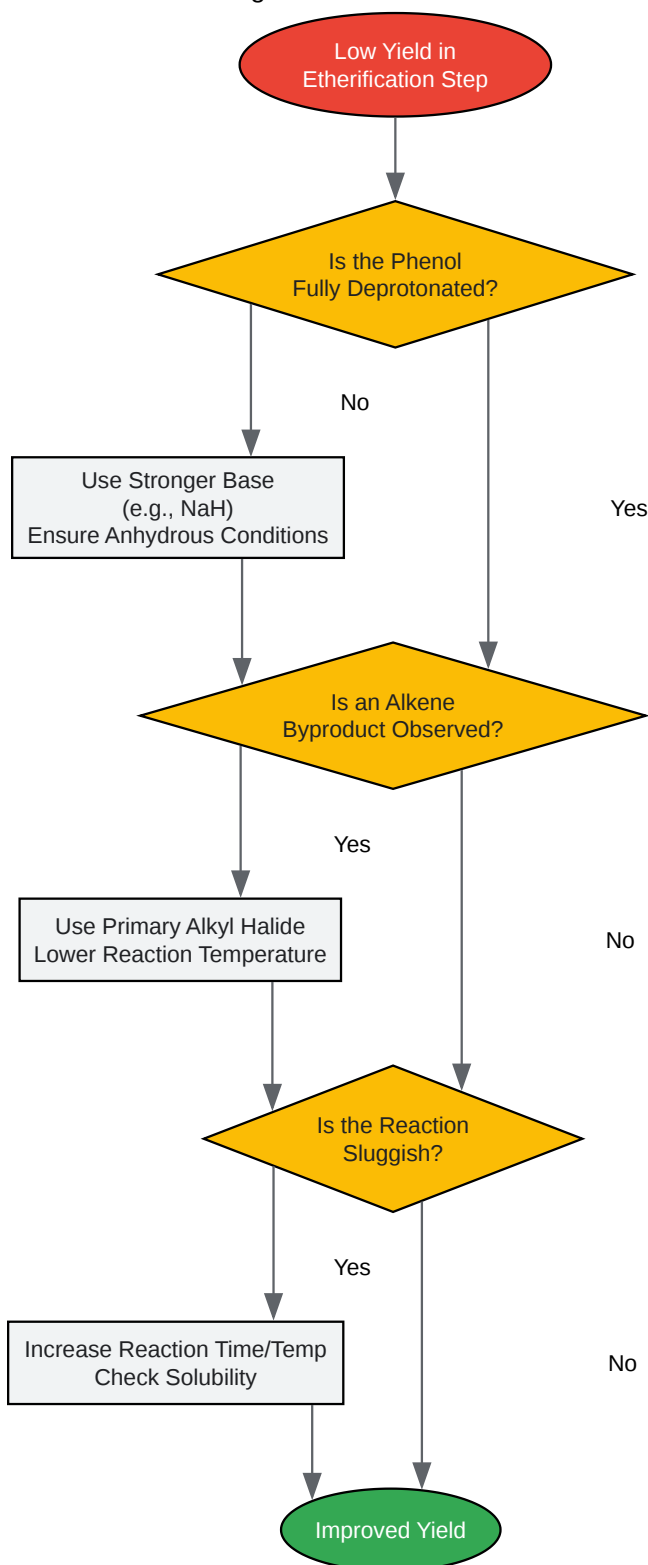 Low Yield in
Etherification Step
Is the Phenol
Fully Deprotonated?
No
Use Stronger Base
(e.g., NaH)
Ensure Anhydrous Conditions
Yes
Is an Alkene
Byproduct Observed?
Yes
Use Primary Alkyl Halide
Lower Reaction Temperature
No
Is the Reaction
Sluggish?
Yes
Increase Reaction Time/Temp
Check Solubility
No
Improved Yield